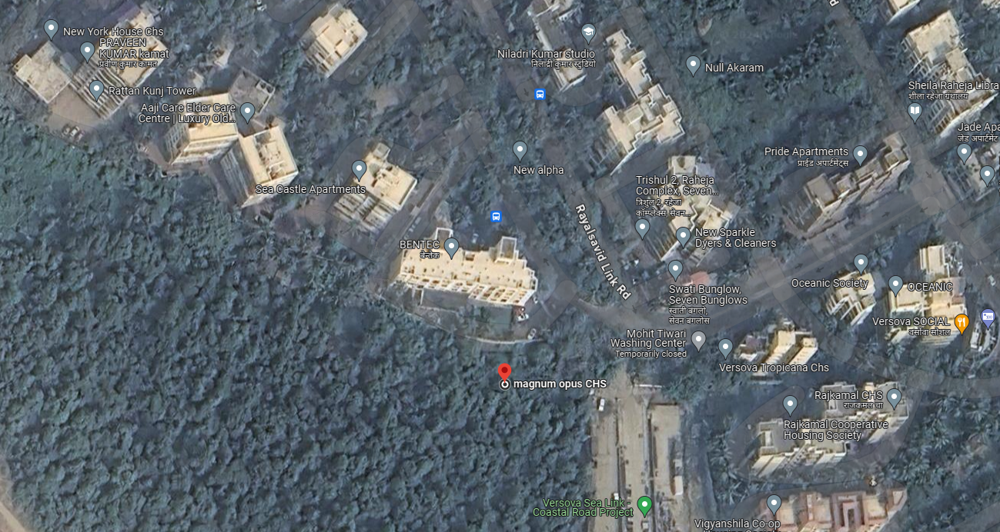 New York House Chs
PRAVEEN
KUMAR kamat
प्रवीण कुमार कामत
Rattan Kunj Tower
Aaji Care Elder Care
Centre | Luxury Old...
Sea Castle Apartments
Niladri Kumar studio
निलाद्री कुमार स्टुडियो
Null Akaram
Sheila Raheja Libra
शीला रहेजा ग्रंथालय
Jade Apa
जेड अपार्टमेंट
Pride Apartments
प्राईड अपार्टमेंट्स
New alpha
Trishul 2, Raheja
Complex, Seven...
त्रिशुल 2, रहेजा
कॉम्प्लेक्स, सेवन...
Rayalsavid Link Rd
New Sparkle
Dyers & Cleaners
BENTEC
बेन्तेक
Swati Bunglow,
Seven Bunglows
स्वाती बंगलो,
सेवन बंगलोस
Oceanic Society
OCEANIC
Versova SOCIAL
वर्सोवा सोशल
Mohit Tiwari
Washing Center
Temporarily closed
Versova Tropicana Chs
magnum opus CHS
Rajkamal CHS
राजकमल चा
Rajkamal Cooperative
Housing Society
Versova Sea Link -
Coastal Road Project
Vigyanshila Co-op